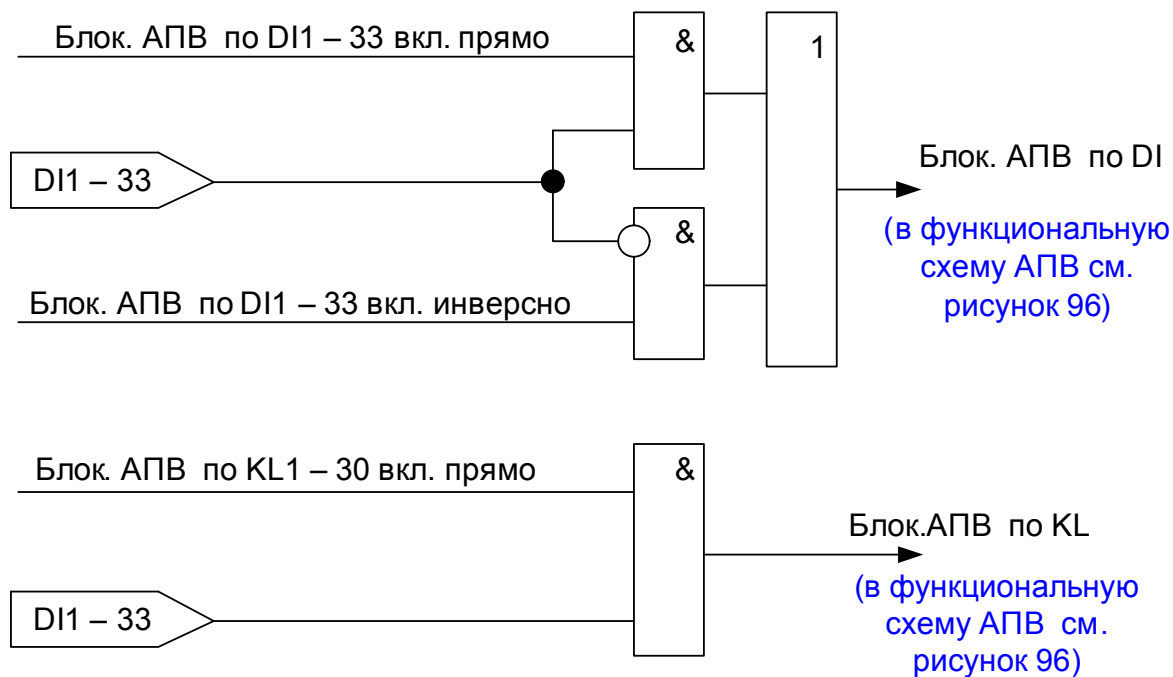 Блок. АПВ по DI1 – 33 вкл. прямо
&
1
DI1 – 33
Блок. АПВ по DI
(в функциональную
схему АПВ см.
рисунок 96)
&
Блок. АПВ по DI1 – 33 вкл. инверсно
Блок. АПВ по KL1 – 30 вкл. прямо
&
Блок.АПВ по KL
(в функциональную
схему АПВ см.
рисунок 96)
DI1 – 33